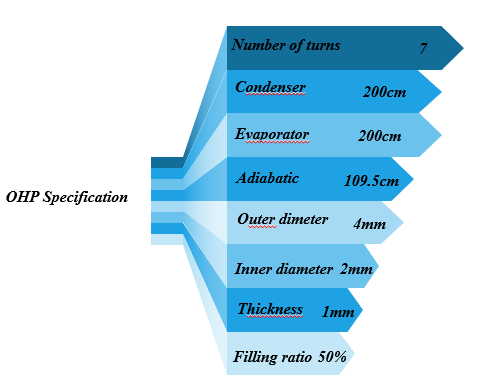 Number of turns 7
Condenser 200cm
Evaporator 200cm
Adiabatic 109.5cm
OHP Specification
Outer dimeter 4mm
Inner diameter 2mm
Thickness 1mm
Filling ratio 50%